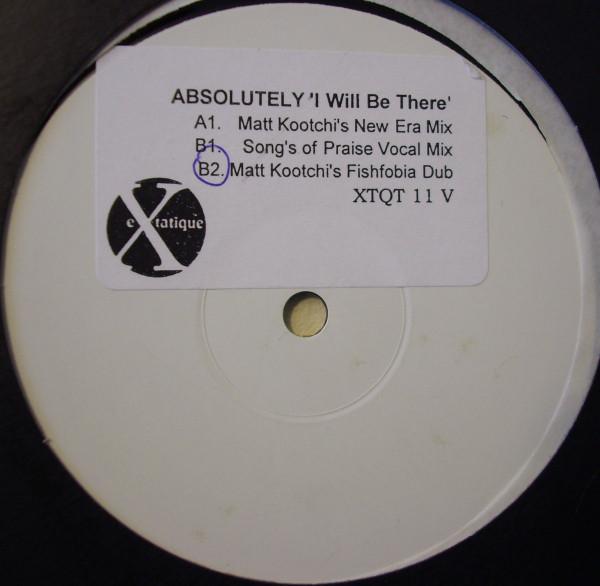 ABSOLUTELY 'I Will Be There'
A1. Matt Kootchi's New Era Mix
B1. Song's of Praise Vocal Mix
B2. Matt Kootchi's Fishfobia Dub
XTQT 11 V
eXtatique